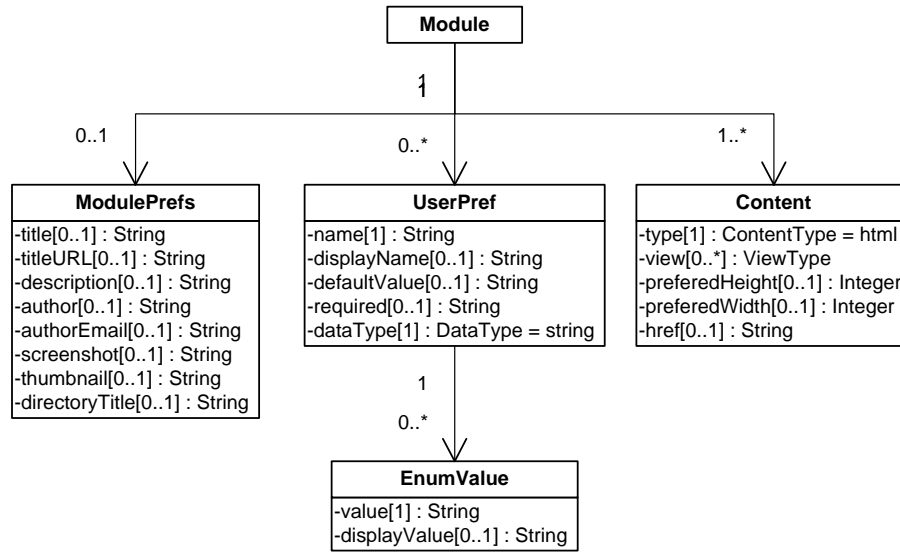 Module
1
1
0..1
0..*
1..*
ModulePrefs
-title[0..1] : String
-titleURL[0..1] : String
-description[0..1] : String
-author[0..1] : String
-authorEmail[0..1] : String
-screenshot[0..1] : String
-thumbnail[0..1] : String
-directoryTitle[0..1] : String
UserPref
-name[1] : String
-displayName[0..1] : String
-defaultValue[0..1] : String
-required[0..1] : String
-dataType[1] : DataType = string
Content
-type[1] : ContentType = html
-view[0..*] : ViewType
-preferedHeight[0..1] : Integer
-preferedWidth[0..1] : Integer
-href[0..1] : String
1
0..*
EnumValue
-value[1] : String
-displayValue[0..1] : String